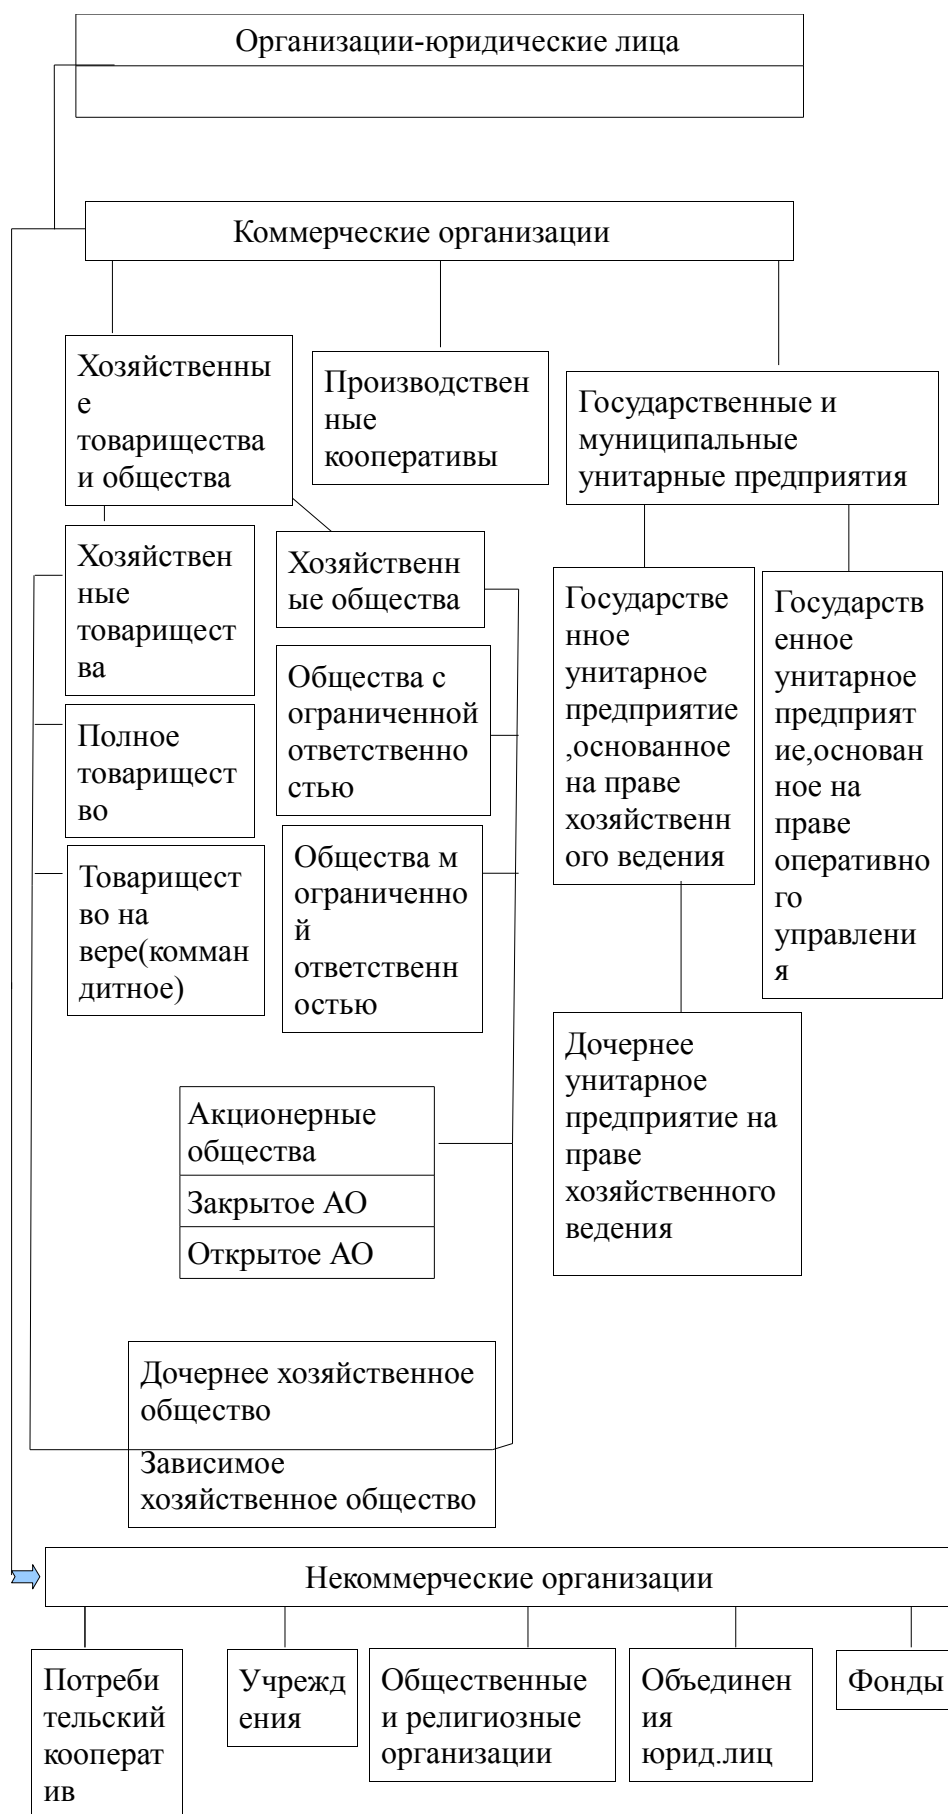 Организации-юридические лица
Коммерческие организации
Хозяйственны
е
товарищества
и общества
Производствен
ные
кооперативы
Государственные и
муниципальные
унитарные предприятия
Хозяйствен
ные
товарищест
ва
Хозяйственн
ые общества
Государстве
нное
унитарное
предприятие
,основанное
на праве
хозяйственн
ого ведения
Государств
енное
унитарное
предприят
ие,основан
ное на
праве
оперативно
го
управлени
я
Общества с
ограниченной
ответственно
стью
Полное
товарищест
во
Общества м
ограниченно
й
ответственн
остью
Товарищест
во на
вере(комман
дитное)
Дочернее
унитарное
предприятие на
праве
хозяйственного
ведения
Акционерные
общества
Закрытое АО
Открытое АО
Дочернее хозяйственное
общество
Зависимое
хозяйственное общество
Некоммерческие организации
Потреби
тельский
кооперат
ив
Учрежд
ения
Общественные
и религиозные
организации
Объединен
ия
юрид.лиц
Фонды